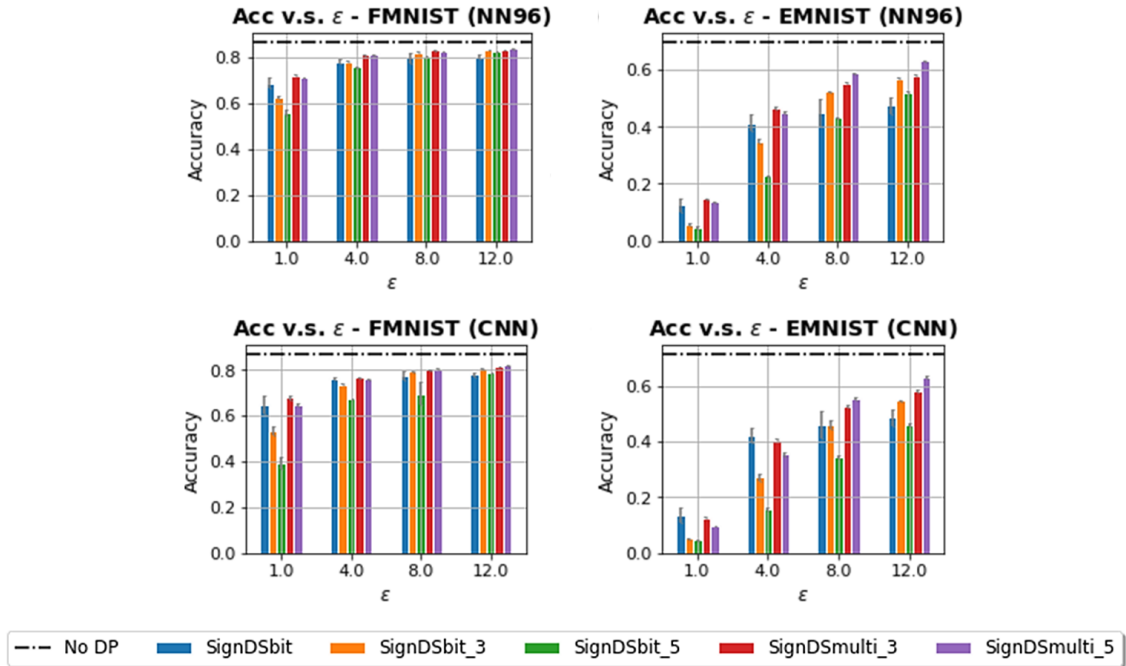 Acc v.s. ε - FMNIST (NN96)
Accuracy
0.8
0.6
0.4
0.2
0.0
1.0 4.0 8.0 12.0
ε
Acc v.s. ε - EMNIST (NN96)
Accuracy
0.6
0.4
0.2
0.0
1.0 4.0 8.0 12.0
ε
Acc v.s. ε - FMNIST (CNN)
Accuracy
0.8
0.6
0.4
0.2
0.0
1.0 4.0 8.0 12.0
ε
Acc v.s. ε - EMNIST (CNN)
Accuracy
0.6
0.4
0.2
0.0
1.0 4.0 8.0 12.0
ε
No DP SignDSbit SignDSbit_3 SignDSbit_5 SignDSmulti_3 SignDSmulti_5